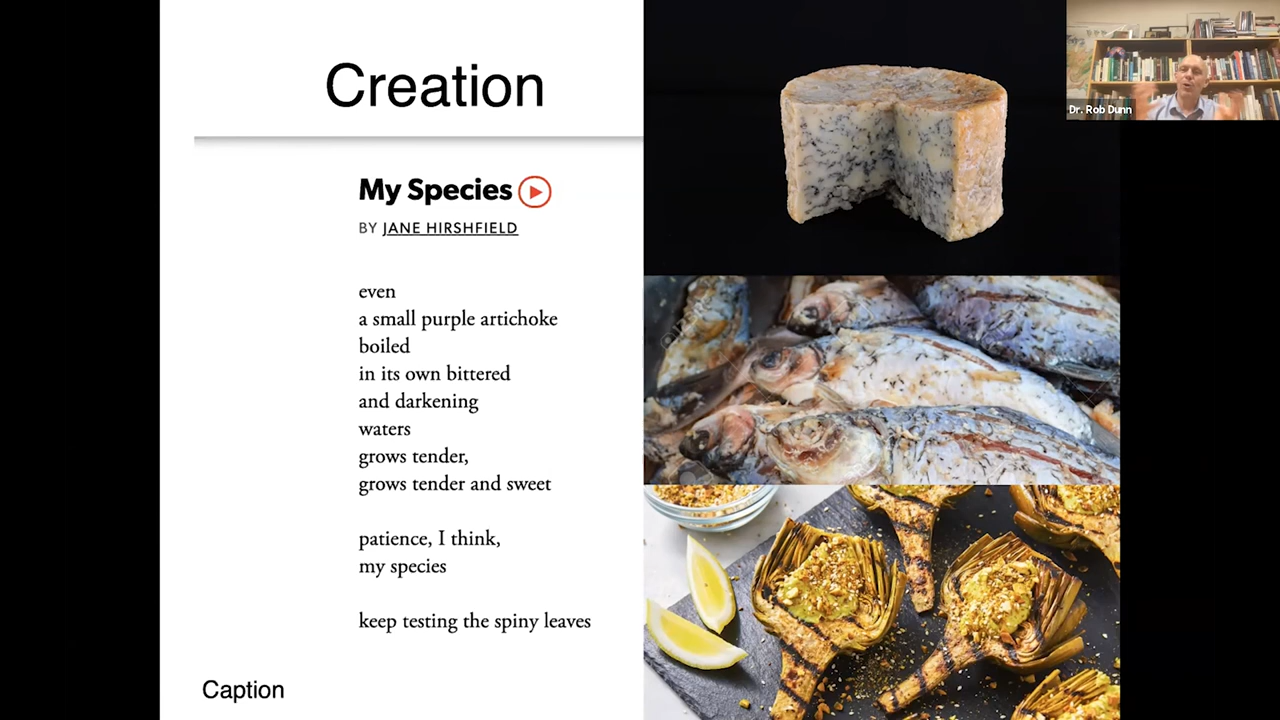 Creation
My Species
BY JANE HIRSHFIELD
even
a small purple artichoke
boiled
in its own bittered
and darkening
waters
grows tender,
grows tender and sweet
patience, I think,
my species
keep testing the spiny leaves
Caption
Dr. Rob Dunn